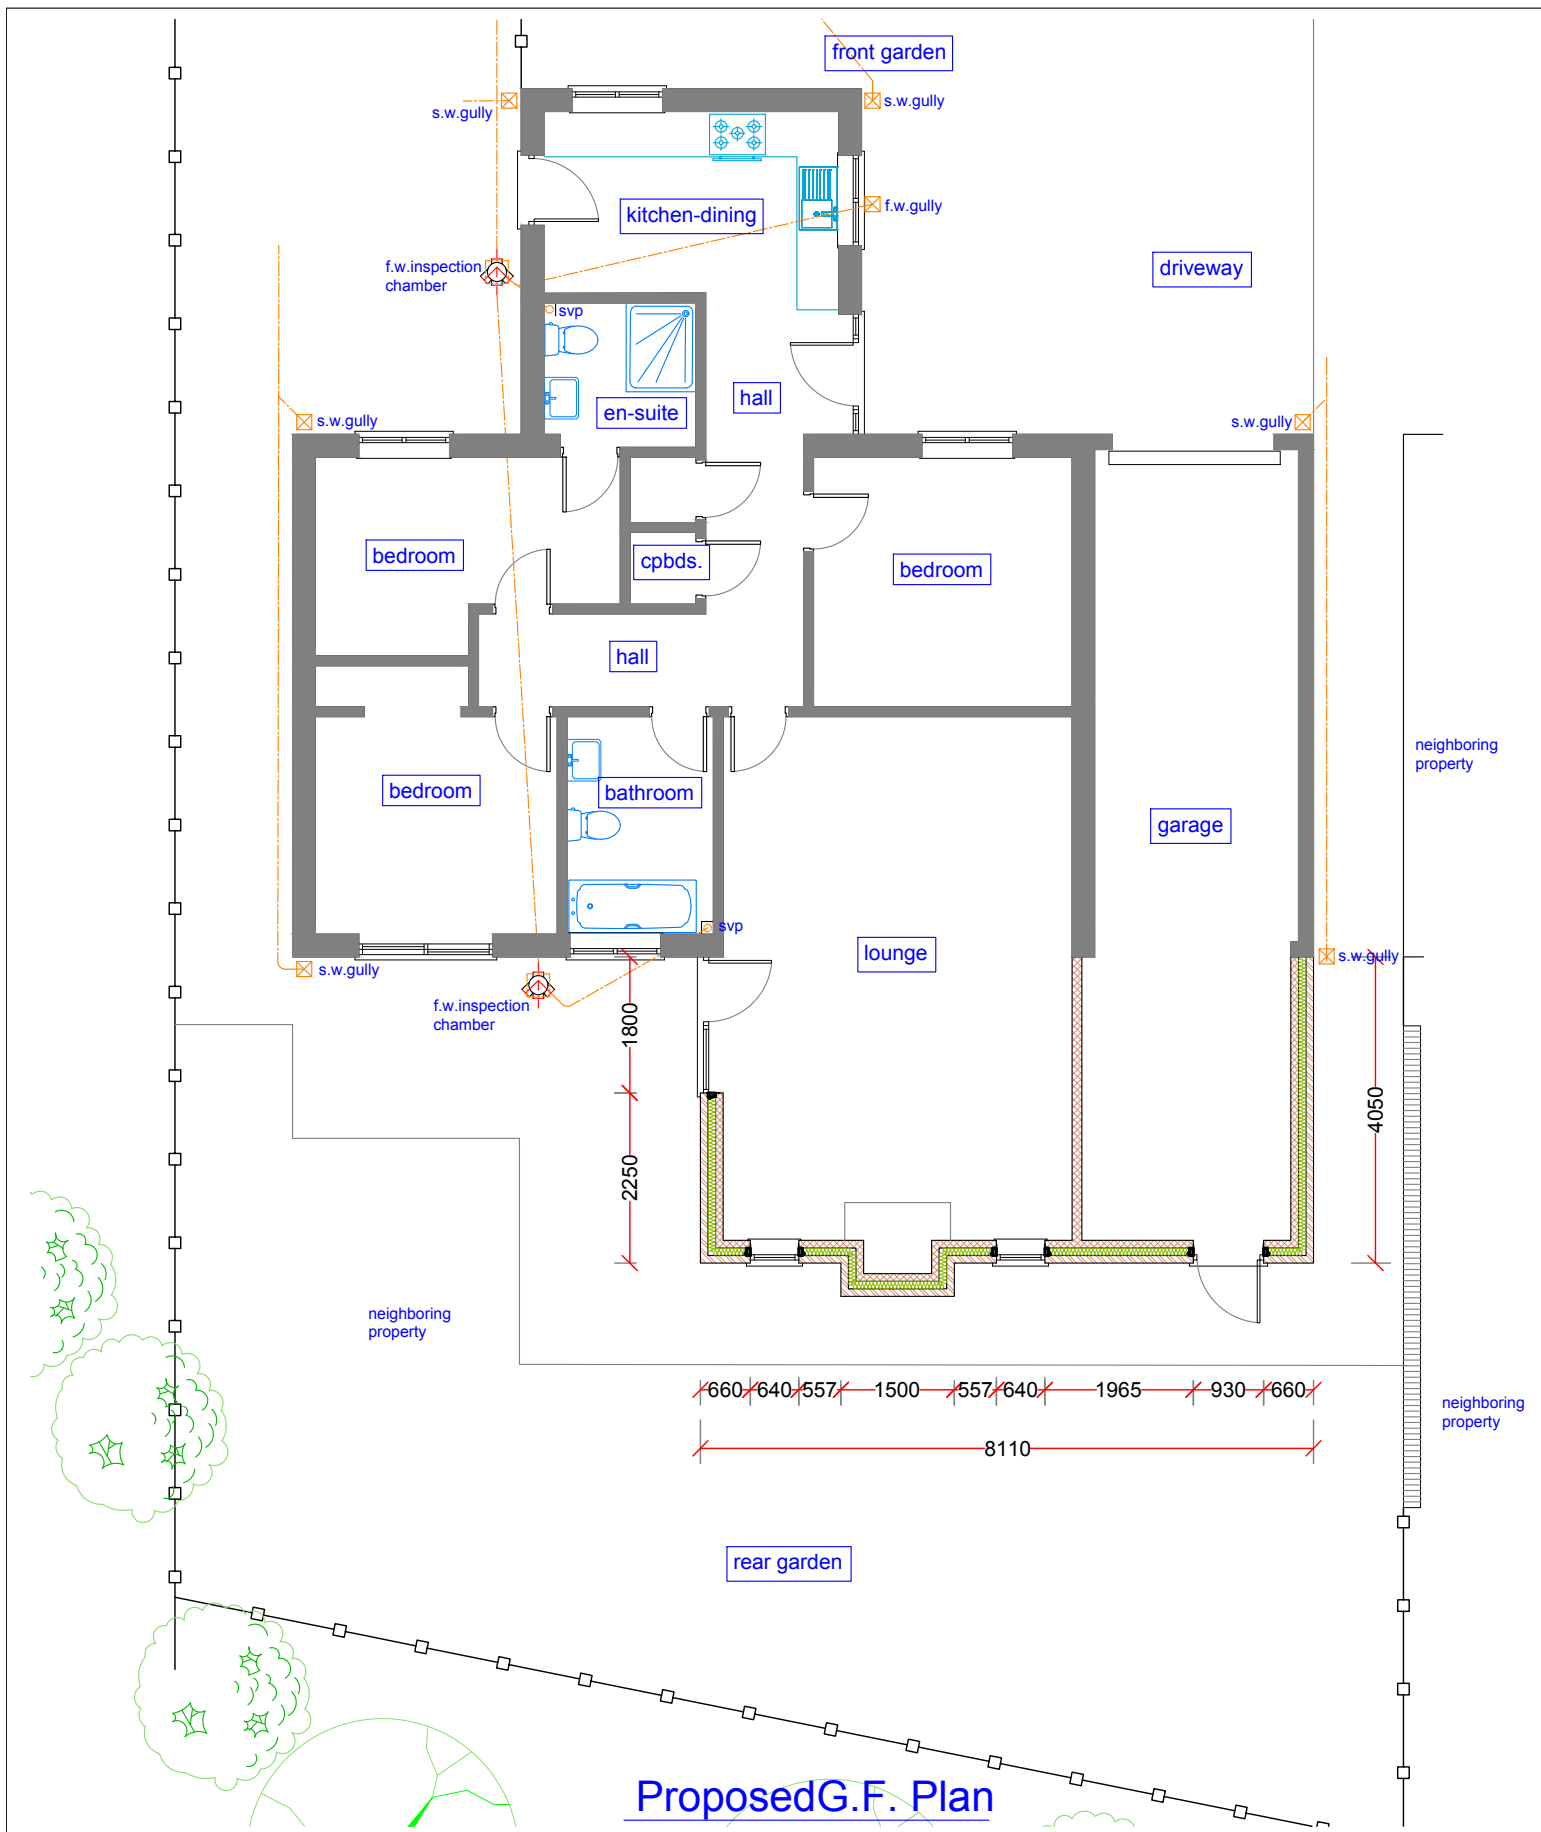 front garden
s.w.gully
s.w.gully
kitchen-dining
f.w.gully
f.w.inspection
chamber
driveway
svp
hall
en-suite
s.w.gully
s.w.gully
bedroom
cpbds.
bedroom
hall
neighboring
property
bedroom
bathroom
garage
svp
lounge
s.w.gully
s.w.gully
f.w.inspection
chamber
1800
4050
2250
neighboring
property
660
640
557
1500
557
640
1965
930
660
neighboring
property
8110
rear garden
ProposedG.F. Plan